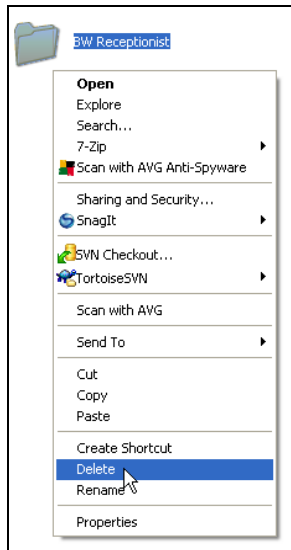 BW Receptionist
Open
Explore
Search...
7-Zip
Scan with AVG Anti-Spyware
Sharing and Security...
SnagIt
SVN Checkout...
TortoiseSVN
Scan with AVG
Send To
Cut
Copy
Paste
Create Shortcut
Delete
Rename
Properties